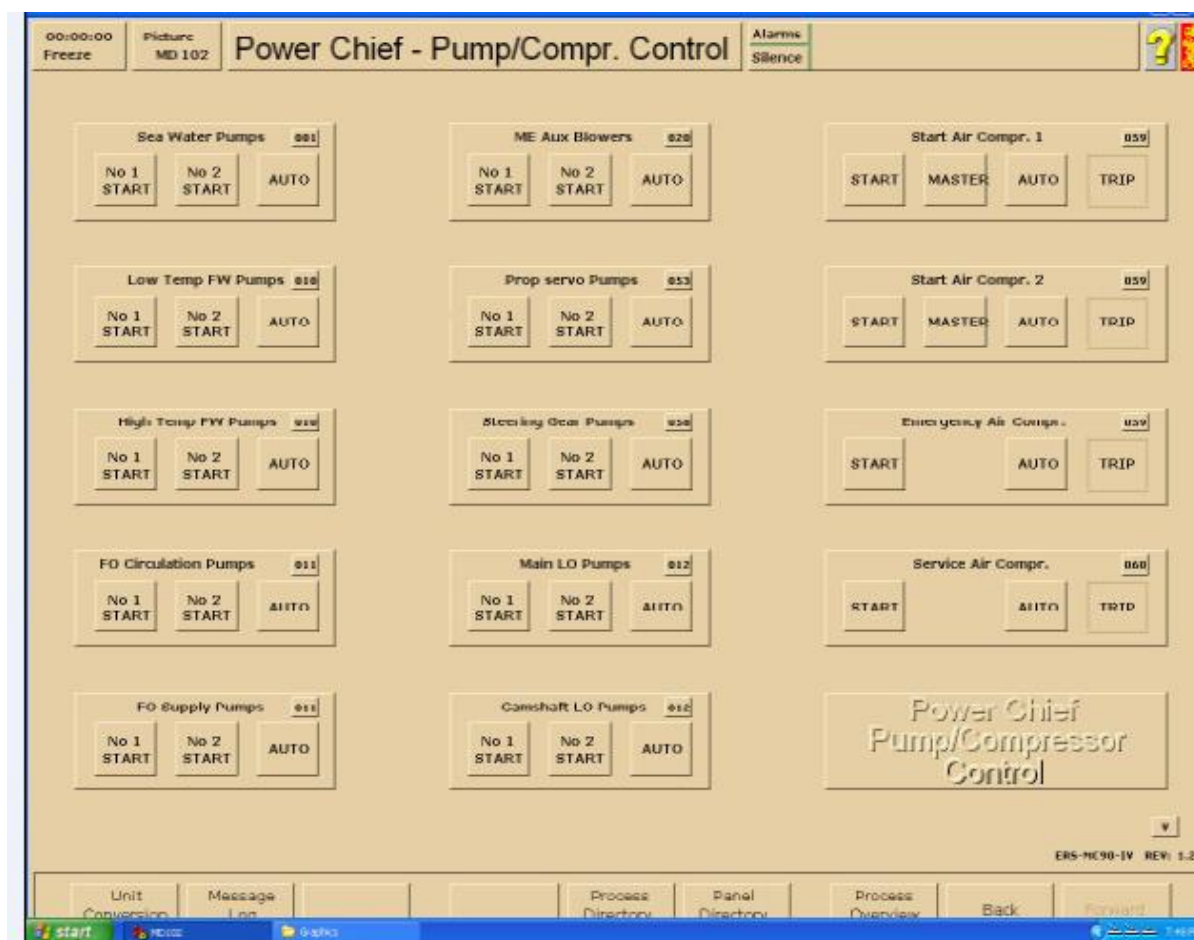 00:00:00
Freeze
Picture
MD 102
Power Chief - Pump/Compr. Control
Alarms
Silence
?
Sea Water Pumps 001
No 1 START No 2 START AUTO
ME Aux Blowers 020
No 1 START No 2 START AUTO
Start Air Compr. 1 059
START MASTER AUTO TRIP
Low Temp FW Pumps 010
No 1 START No 2 START AUTO
Prop servo Pumps 053
No 1 START No 2 START AUTO
Start Air Compr. 2 059
START MASTER AUTO TRIP
High Temp FW Pumps 010
No 1 START No 2 START AUTO
Steering Gear Pumps
No 1 START No 2 START AUTO
Emergency Air Compr. 059
START AUTO TRIP
FO Circulation Pumps 011
No 1 START No 2 START AUTO
Main LO Pumps 012
No 1 START No 2 START AUTO
Service Air Compr. 060
START AUTO TRIP
FO Supply Pumps 011
No 1 START No 2 START AUTO
Camshaft LO Pumps 012
No 1 START No 2 START AUTO
Power Chief
Pump/Compressor
Control
ERS-MC90-IV REV: 1.2
Unit Conversion
Message Log
Process Directory
Panel Directory
Process Overview
Back
Forward
start
MD102
Graphics